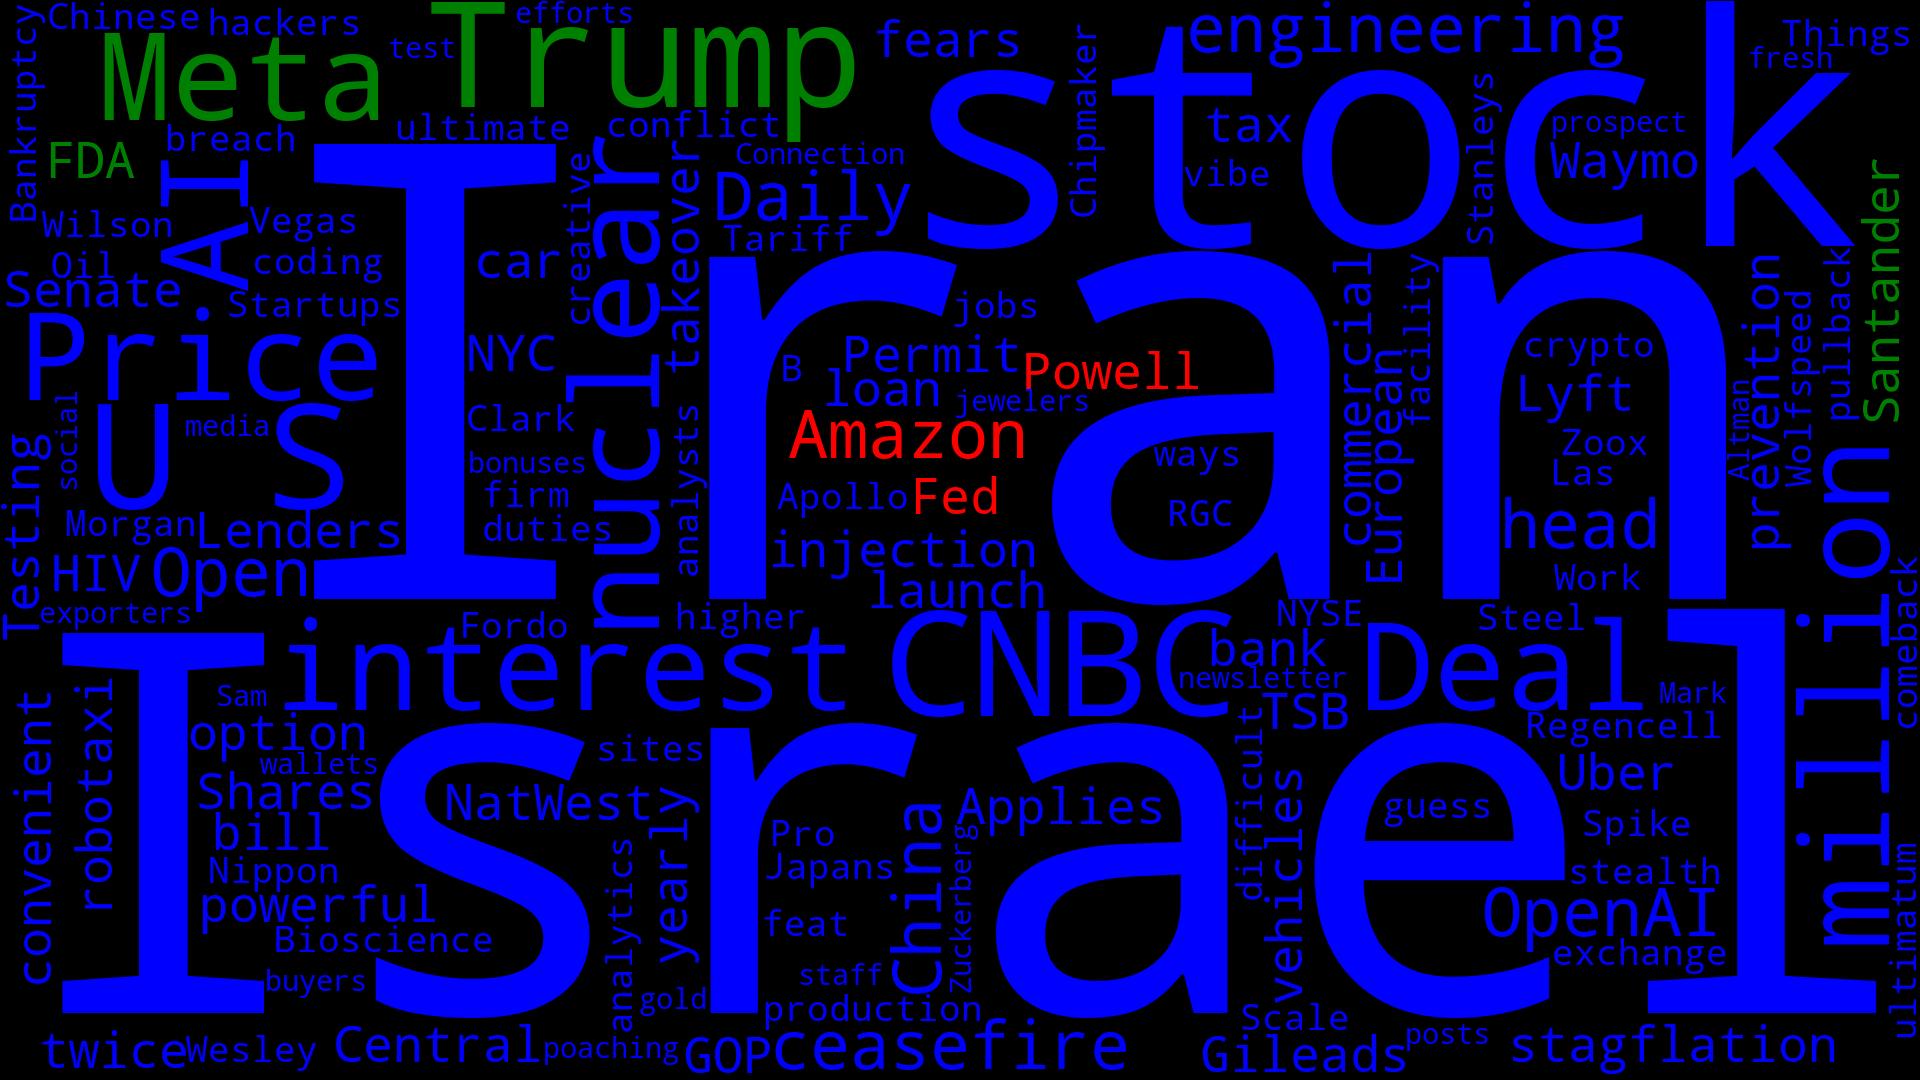 Chinese hackers
efforts
Trump
fears
engineering
Things
fresh
Bankruptcy
Meta
test
stock
Chipmaker
Stanleys
tax
prospect
Waymo
vibe
FDA
breach
ultimate
conflict
Connection
AI
creative
nuclear
takeover
Daily
Tariff
Santander
Wilson
Vegas
Oil
coding
Senate
Startups
car
Iran
Price
NYC
jobs
Permit
Powell
B
loan
jewelers
Amazon
commercial
European
facility
crypto
Lyft
Altman
prevention
Wolfspeed
pullback
social
media
U S
Clark
bonuses
firm
duties
analysts
Apollo
Fed
ways
RGC
Zoox
Las
head
Work
million
Testing
Morgan
Lenders
HIV
Open
exporters
injection
launch
higher
Fordo
NYSE
Steel
comeback
interest
CNBC
bank
newsletter
TSB
Deal
Mark
Regencell
convenient
robotaxi
Sam
option
wallets
Shares
bill
Nippon
powerful
Bioscience
buyers
Israel
sites
NatWest
analytics
yearly
gold
Pro
Japans
feat
staff
production
China
Zuckerberg
Applies
difficult
vehicles
guess
Uber
Spike
stealth
OpenAI
exchange
ultimatum
twice
Wesley
Central
poaching
GOP
ceasefire
Gileads
Scale
posts
stagflation